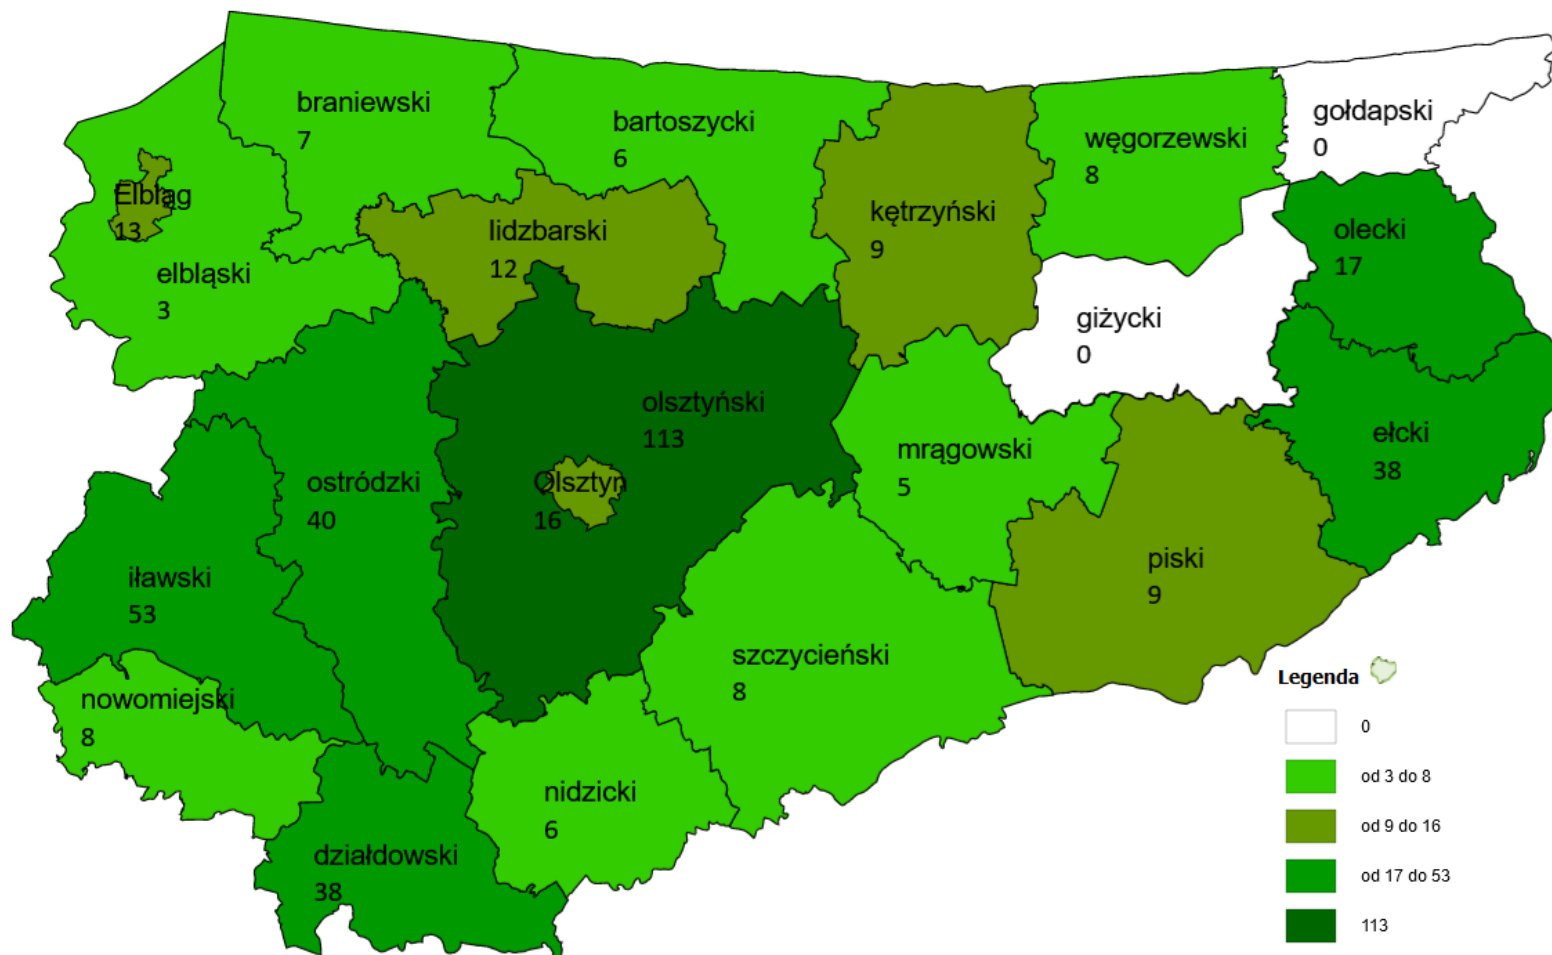 braniewski
7
bartoszycki
6
węgorzewski
8
gołdapski
0
Elbląg
13
lidzbarski
12
kętrzyński
9
olecki
17
elbląski
3
giżycki
0
olsztyński
113
mrągowski
5
ełcki
38
ostródzki
40
Olsztyn
16
iławski
53
piski
9
szczycieński
8
nowomiejski
8
nidzicki
6
działdowski
38
Legenda
0
od 3 do 8
od 9 do 16
od 17 do 53
113